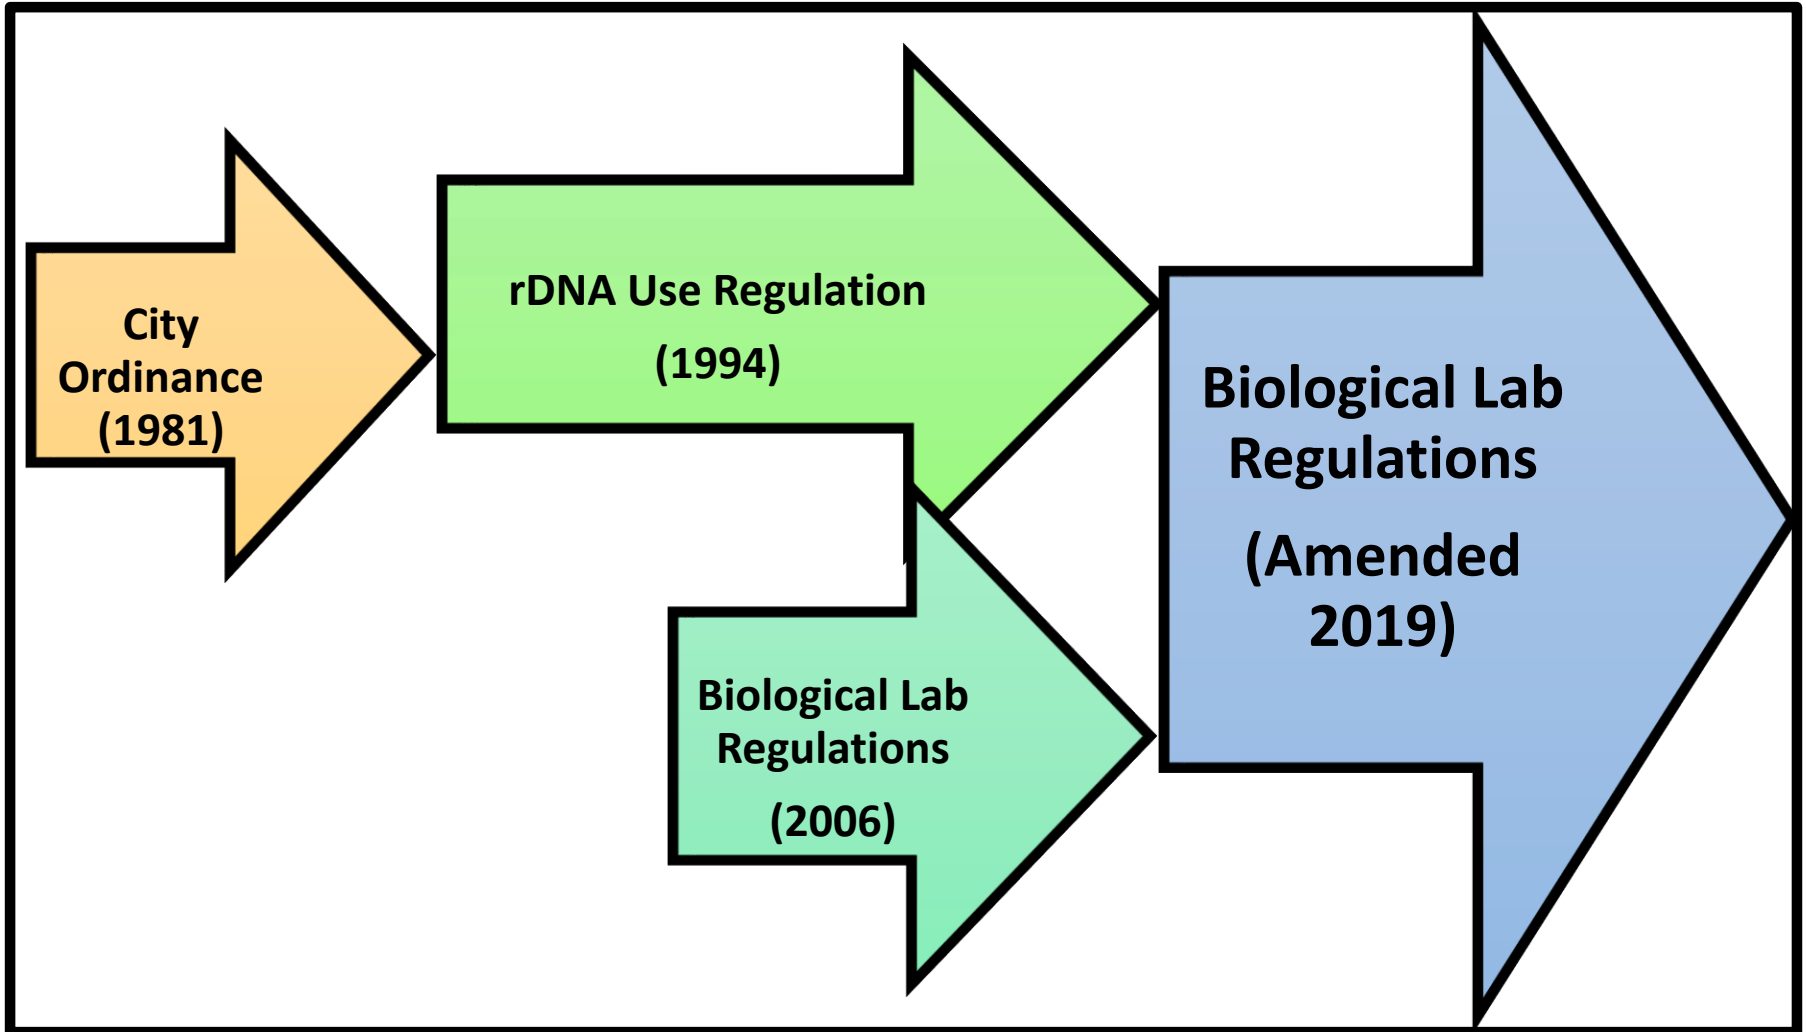 City
Ordinance
(1981)
rDNA Use Regulation
(1994)
Biological Lab
Regulations
(2006)
Biological Lab
Regulations
(Amended
2019)